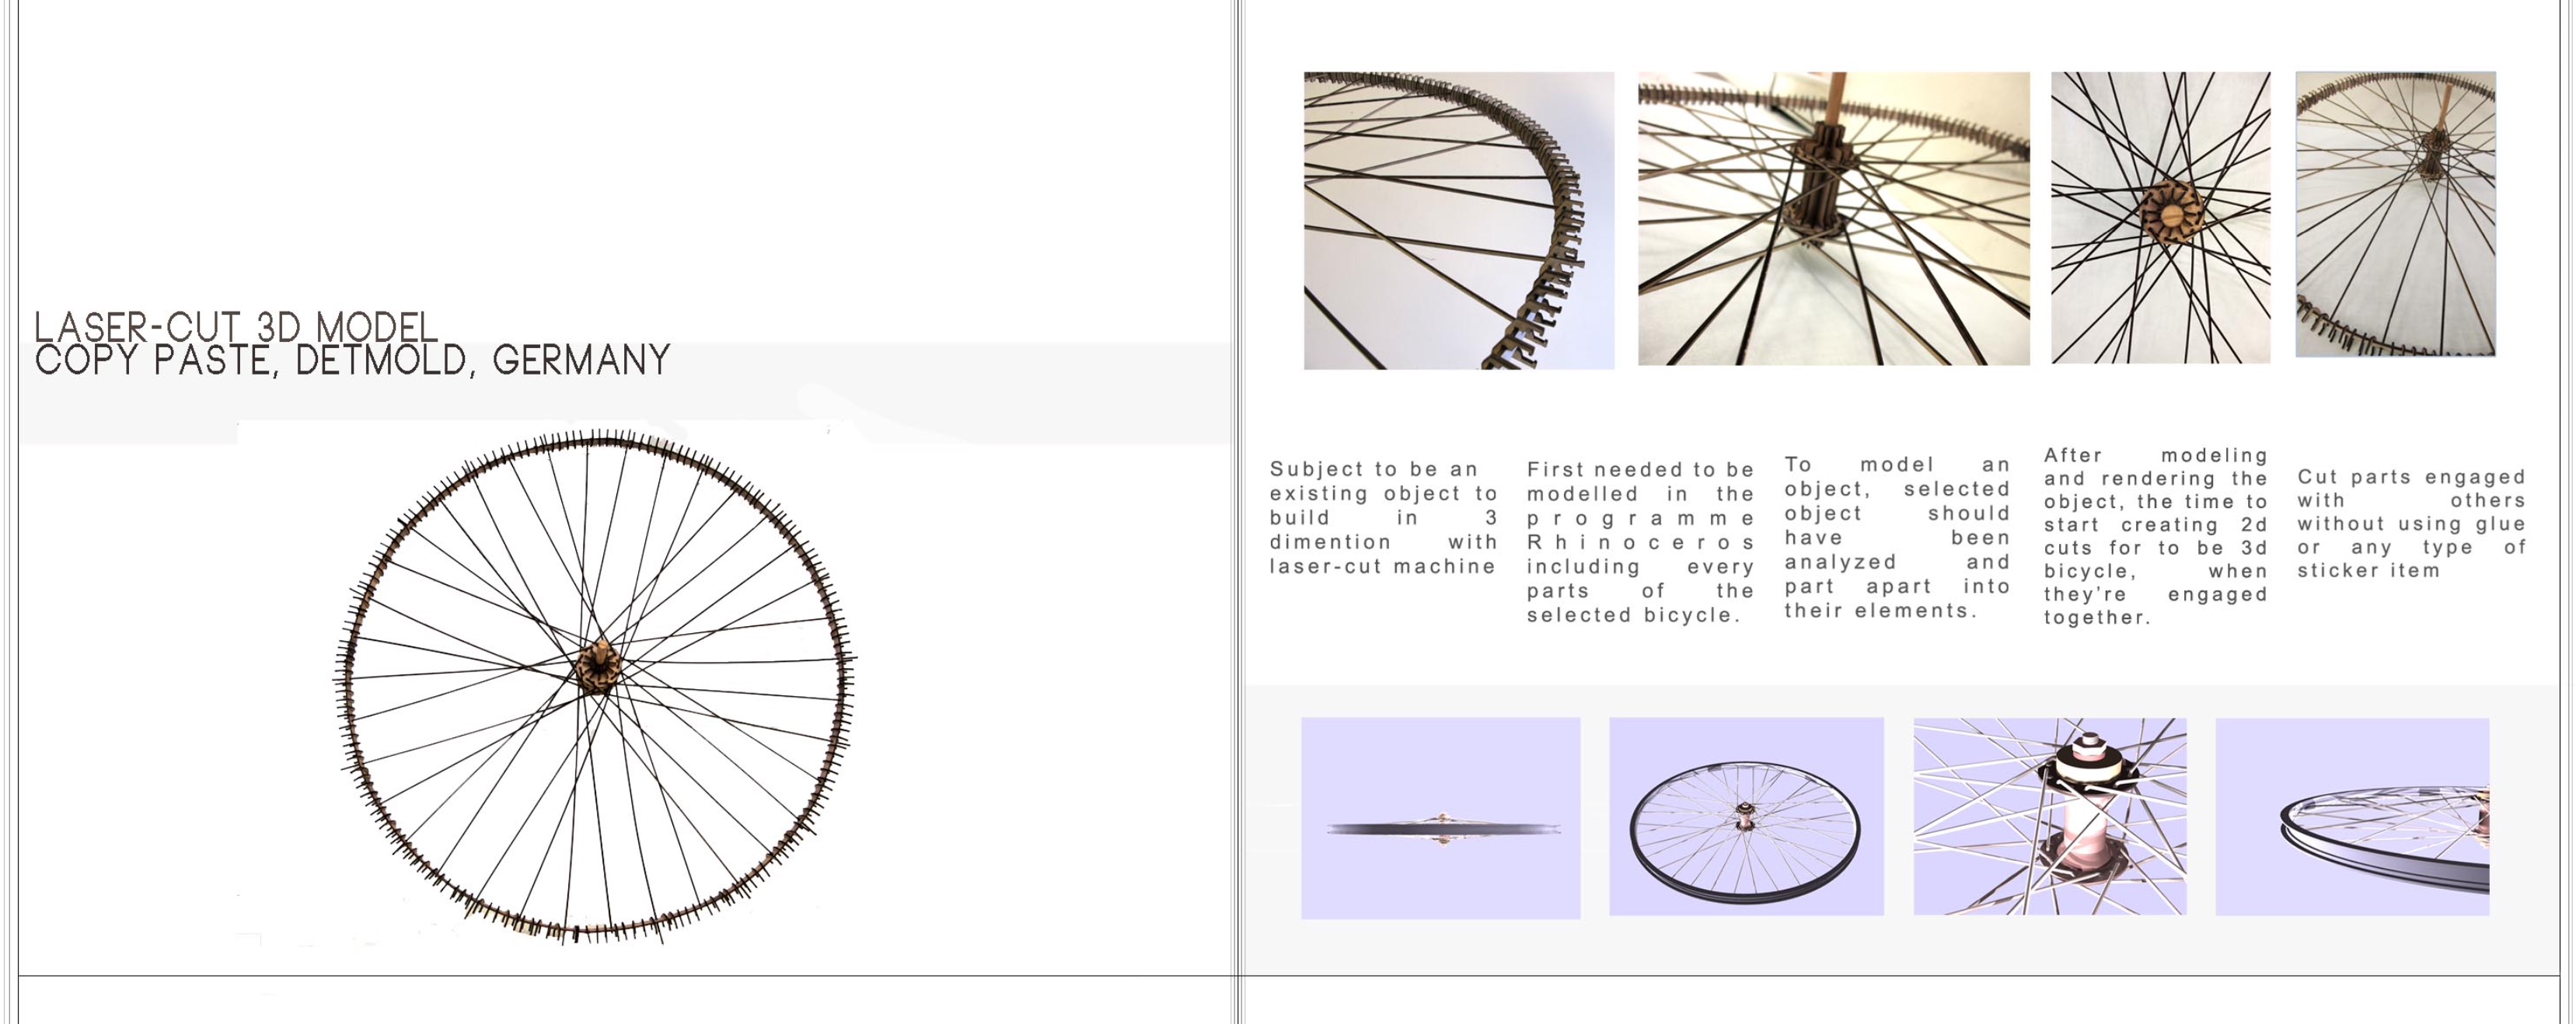 LASER-CUT 3D MODEL
COPY PASTE, DETMOLD, GERMANY
Subject to be an
existing object to
build in 3
dimention with
laser-cut machine
First needed to be
modelled in the
programme
Rhinoceros
including every
parts of the
selected bicycle.
To model an
object, selected
object should
have been
analyzed and
part apart into
their elements.
After modeling
and rendering the
object, the time to
start creating 2d
cuts for to be 3d
bicycle, when
they're engaged
together.
Cut parts engaged
with others
without using glue
or any type of
sticker item